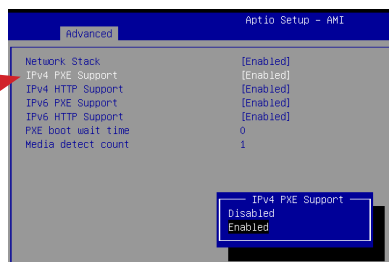 Aptio Setup - AMI
Advanced
Network Stack [Enabled]
IPv4 PXE Support [Enabled]
IPv4 HTTP Support [Enabled]
IPv6 PXE Support [Enabled]
IPv6 HTTP Support [Enabled]
PXE boot wait time 0
Media detect count 1
IPv4 PXE Support
Disabled
Enabled